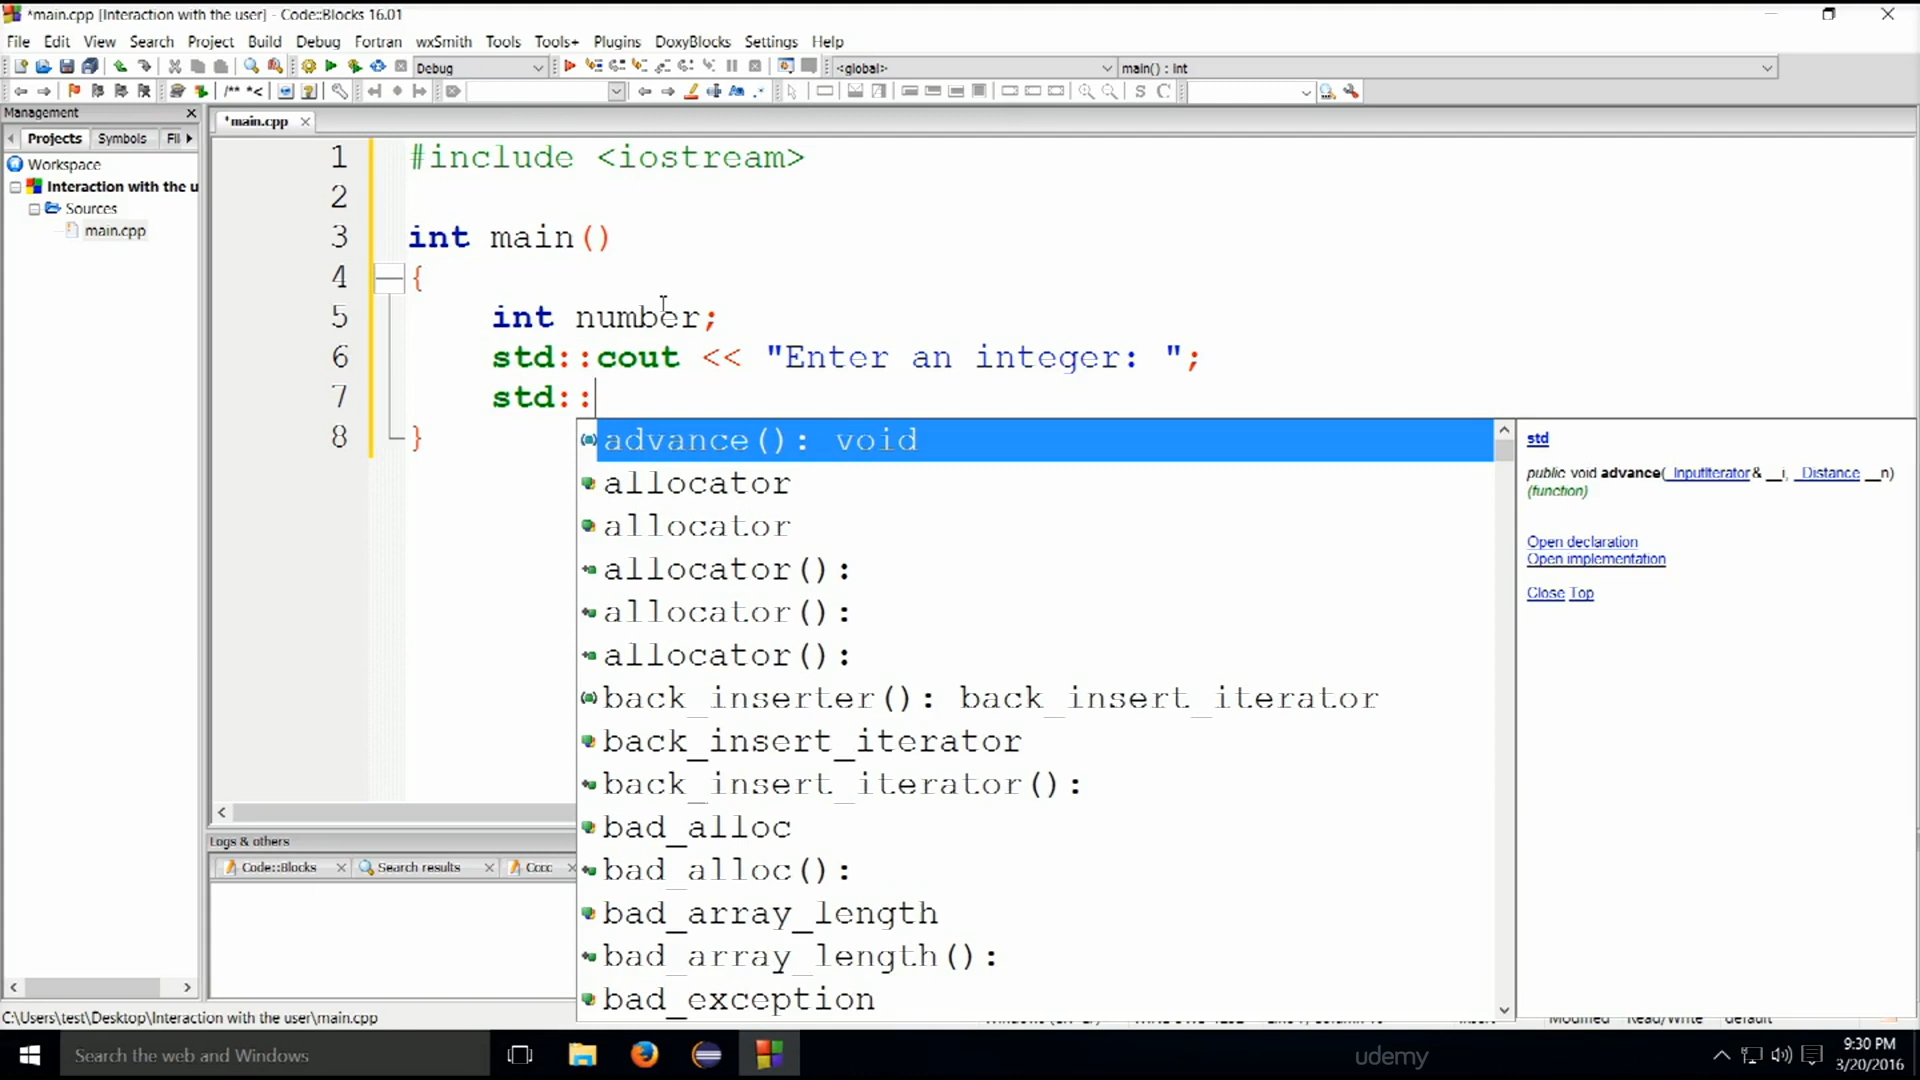 *main.cpp [Interaction with the user] - Code::Blocks 16.01
File Edit View Search Project Build Debug Fortran wxSmith Tools Tools+ Plugins DoxyBlocks Settings Help
Debug <global> main() : int
/** *<
S C
Management
*main.cpp
Projects Symbols Fil
Workspace
Interaction with the u
Sources
main.cpp
1 #include <iostream>
2
3 int main()
4 {
5 int number;
6 std::cout << "Enter an integer: ";
7 std::
8 }
advance(): void
allocator
allocator
allocator():
allocator():
allocator():
back_inserter(): back_insert_iterator
back_insert_iterator
back_insert_iterator():
bad_alloc
bad_alloc():
bad_array_length
bad_array_length():
bad_exception
std
public void advance(_InputIterator& __i, _Distance __n)
(function)
Open declaration
Open implementation
Close Top
Logs & others
Code::Blocks Search results Cccc
C:\Users\test\Desktop\Interaction with the user\main.cpp
Modified Read/Write default
Search the web and Windows
udemy
9:30 PM
3/20/2016